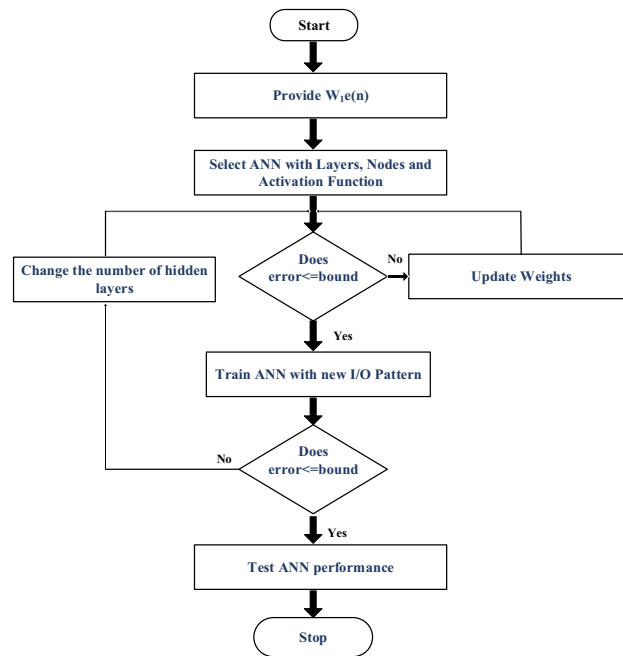 Start
Provide W₁e(n)
Select ANN with Layers, Nodes and
Activation Function
Does
error<=bound
No
Update Weights
Change the number of hidden
layers
Yes
Train ANN with new I/O Pattern
Does
error<=bound
No
Yes
Test ANN performance
Stop